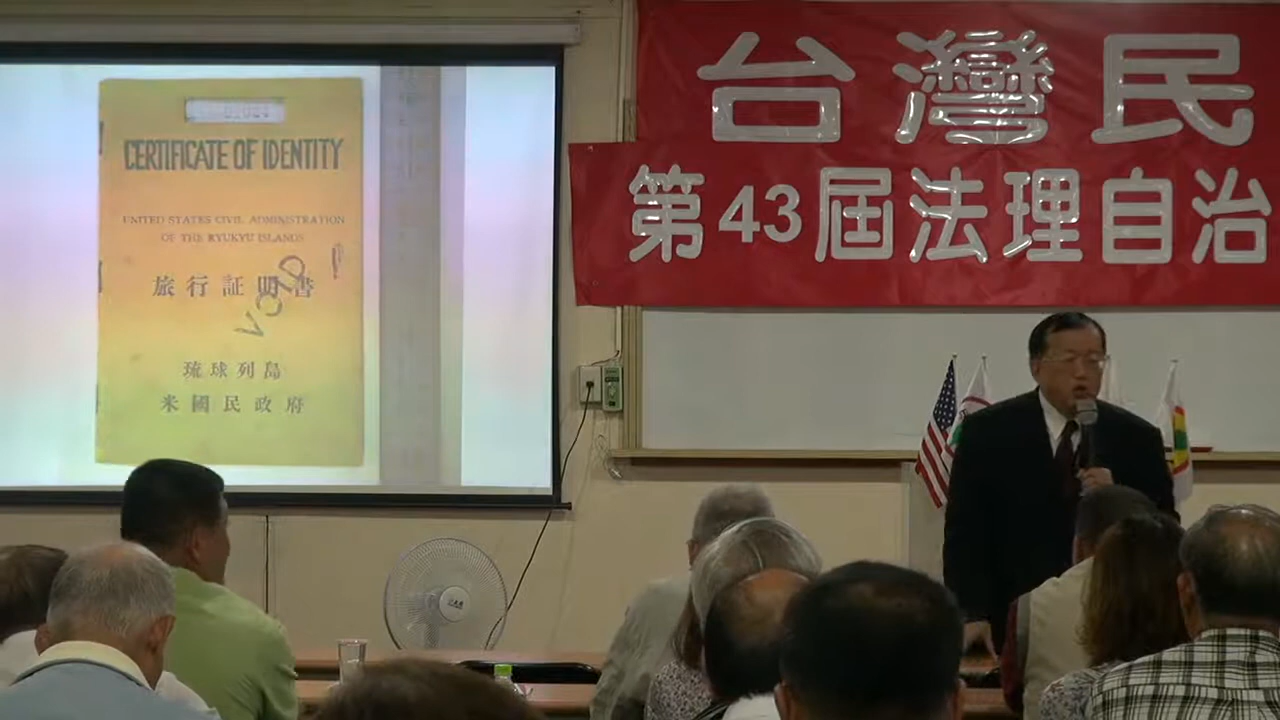 CERTIFICATE OF IDENTITY
UNITED STATES CIVIL ADMINISTRATION
OF THE RYUKYU ISLANDS
旅行証明書
VOID
琉球列島
米國民政府
台灣民
第43屆法理自治